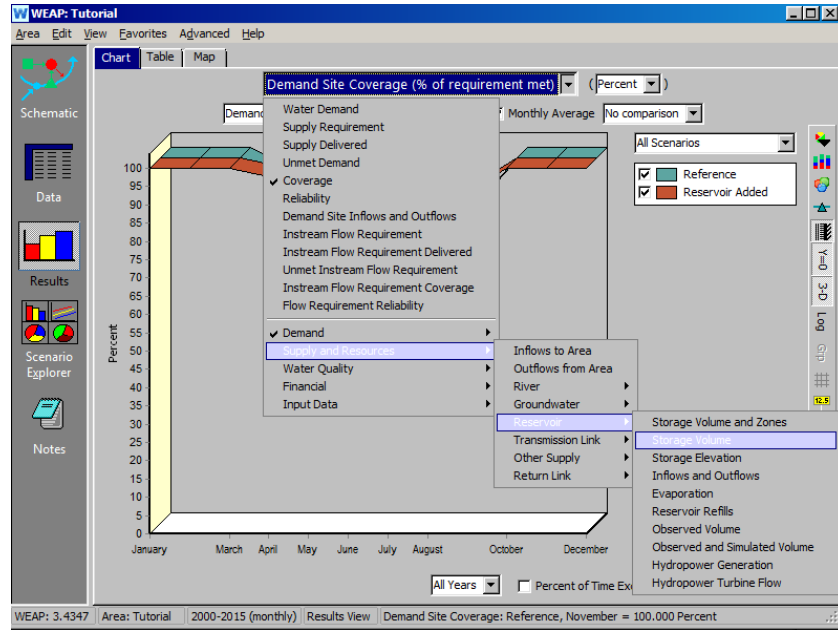 WEAP: Tutorial
Area Edit View Favorites Advanced Help
Chart Table Map
Demand Site Coverage (% of requirement met) (Percent)
Monthly Average No comparison
All Scenarios
Reference
Reservoir Added
Schematic
Data
Results
Scenario Explorer
Notes
Water Demand
Supply Requirement
Supply Delivered
Unmet Demand
Coverage
Reliability
Demand Site Inflows and Outflows
Instream Flow Requirement
Instream Flow Requirement Delivered
Unmet Instream Flow Requirement
Instream Flow Requirement Coverage
Flow Requirement Reliability
Demand
Supply and Resources
Water Quality
Financial
Input Data
Inflows to Area
Outflows from Area
River
Groundwater
Reservoir
Transmission Link
Other Supply
Return Link
Storage Volume and Zones
Storage Volume
Storage Elevation
Inflows and Outflows
Evaporation
Reservoir Refills
Observed Volume
Observed and Simulated Volume
Hydropower Generation
Hydropower Turbine Flow
Y=0
3-D
Log
12.5
Percent
100
95
90
85
80
75
70
65
60
55
50
45
40
35
30
25
20
15
10
5
0
January March April May June July August October December
All Years Percent of Time
WEAP: 3.4347 Area: Tutorial 2000-2015 (monthly) Results View Demand Site Coverage: Reference, November = 100.000 Percent